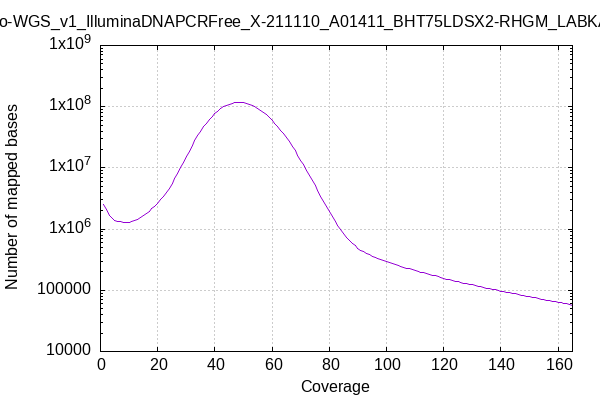 o-WGS_v1_IlluminaDNAPCRFree_X-211110_A01411_BHT75LDSX2-RHGM_LABKA
1x10⁹
1x10⁸
1x10⁷
1x10⁶
100000
10000
Number of mapped bases
0 20 40 60 80 100 120 140 160
Coverage